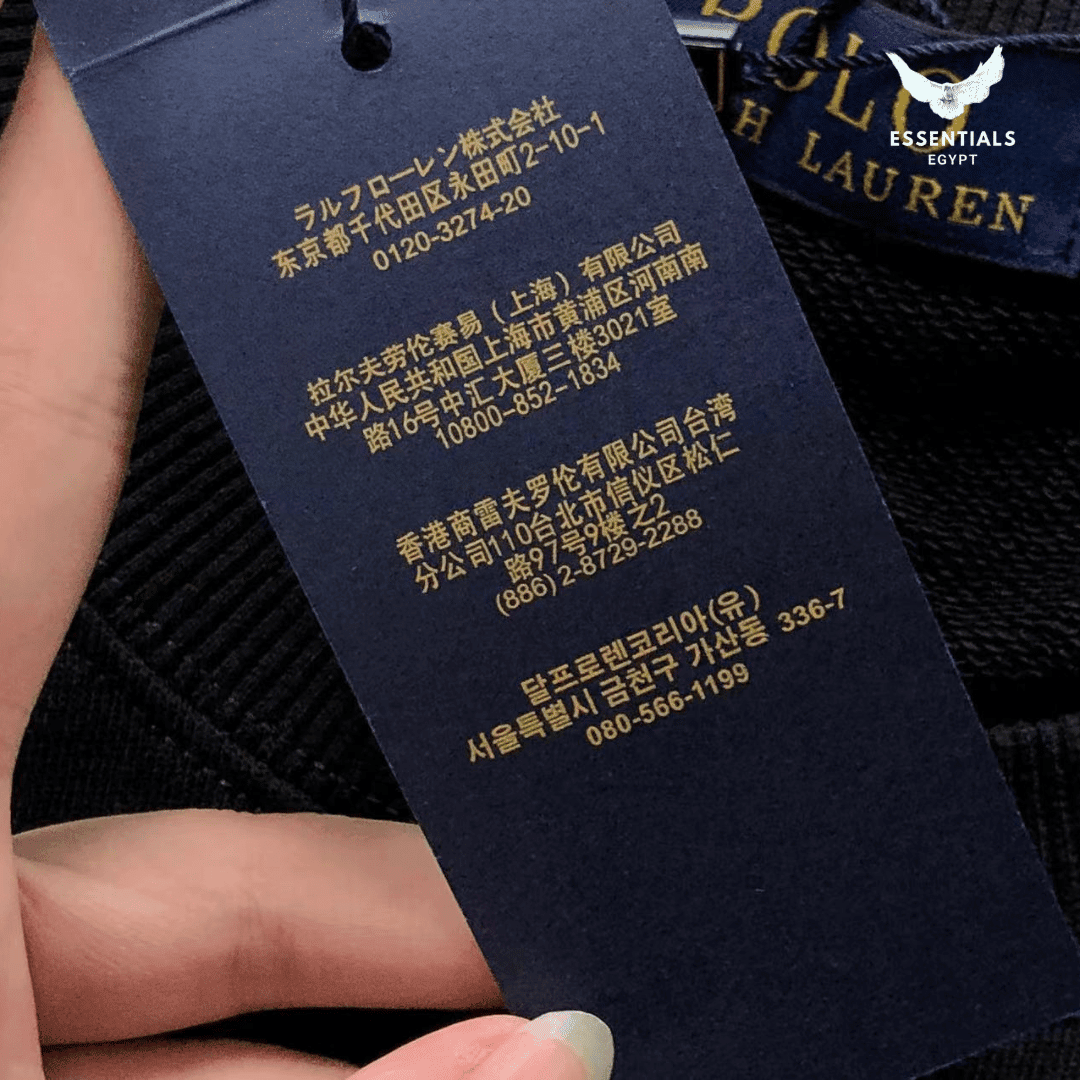 ラルフローレン株式会社
东京都千代田区永田町2-10-1
0120-3274-20
拉尔夫劳伦赛易（上海）有限公司
中华人民共和国上海市黄浦区河南南
路16号中汇大厦三楼3021室
10800-852-1834
香港商雷夫罗伦有限公司台湾
分公司110台北市信仪区松仁
路97号9楼之2
(886)2-8729-2288
달프로렌코리아(유)
서울특별시 금천구 가산동 336-7
080-566-1199
POLO
H LAUREN
ESSENTIALS
EGYPT